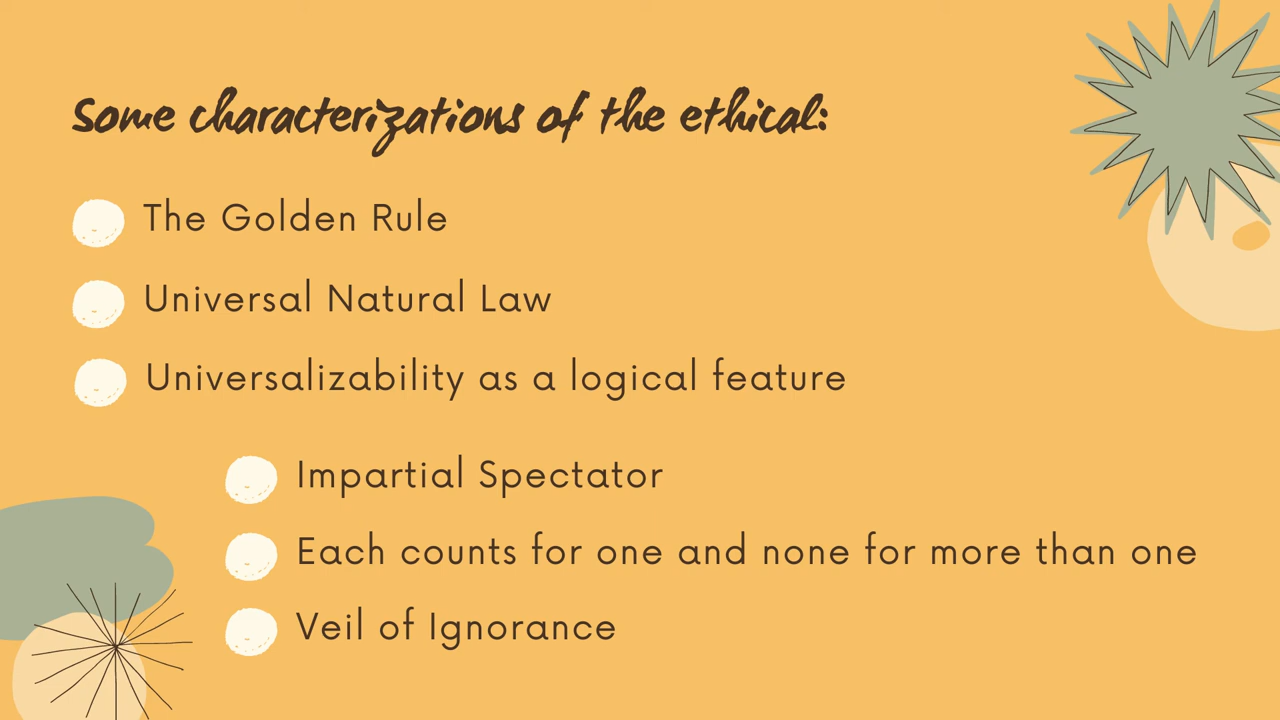 Some characterizations of the ethical:
The Golden Rule
Universal Natural Law
Universalizability as a logical feature
Impartial Spectator
Each counts for one and none for more than one
Veil of Ignorance